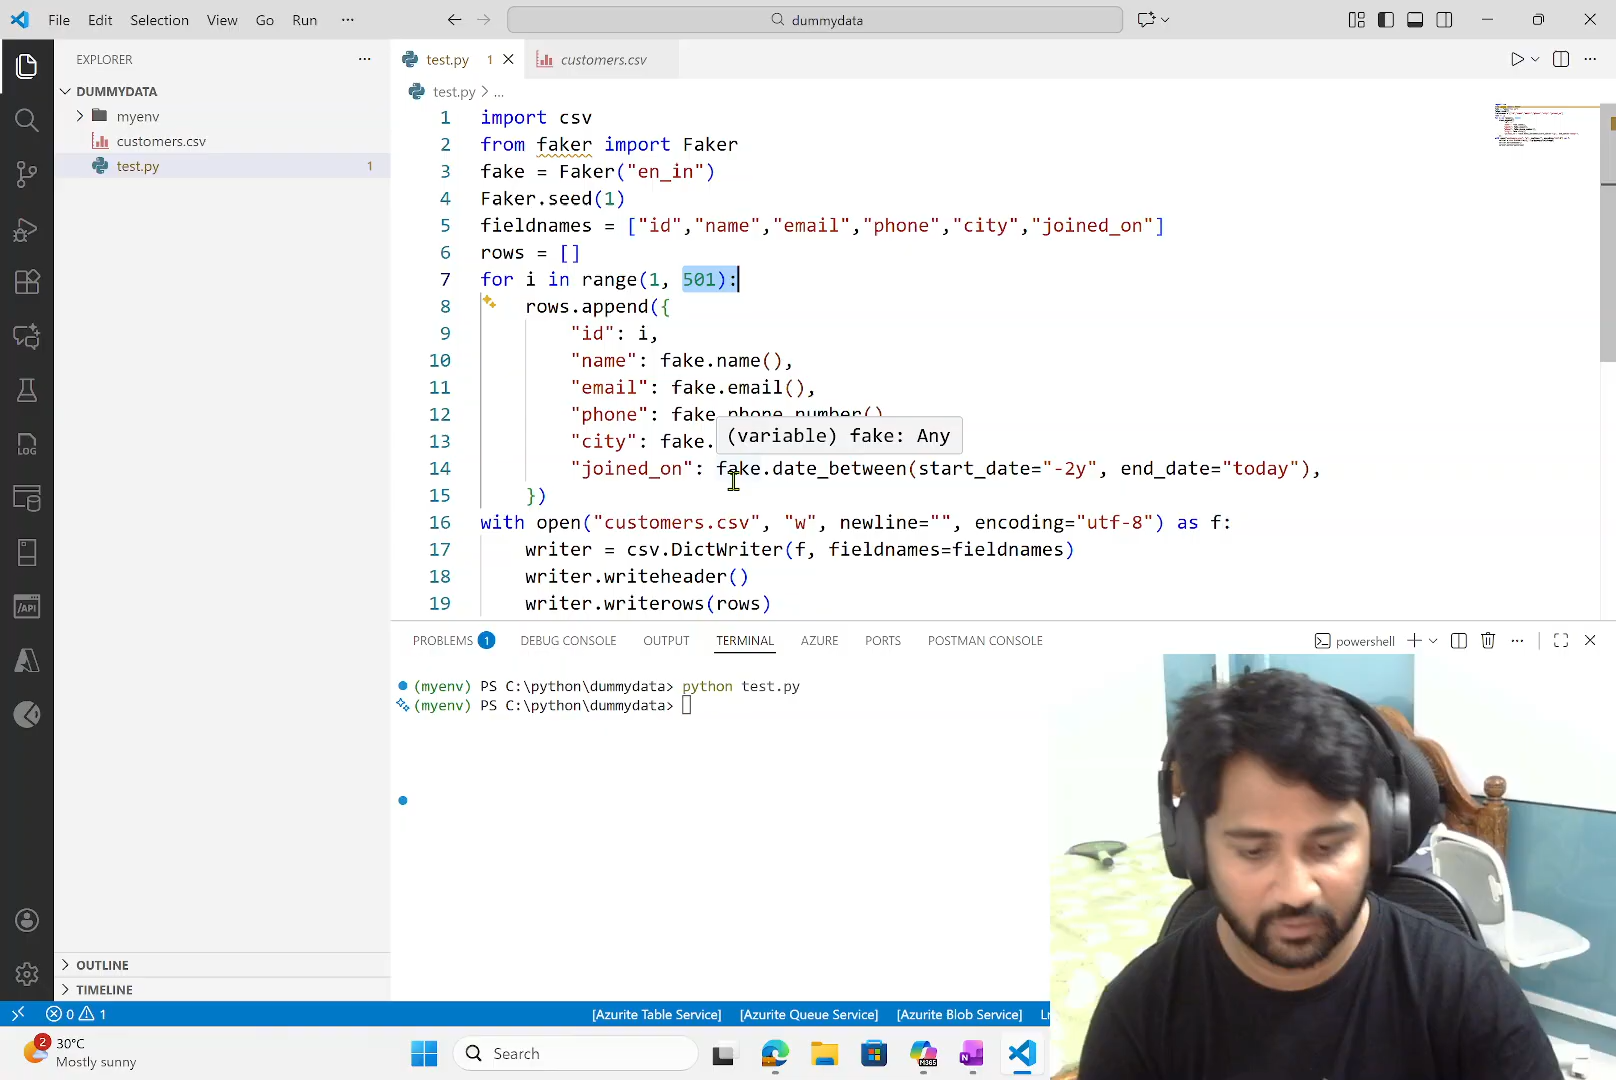 File Edit Selection View Go Run ··· dummydata
EXPLORER ···
test.py 1
customers.csv
DUMMYDATA
myenv
customers.csv
test.py 1
test.py > ...
1 import csv
2 from faker import Faker
3 fake = Faker("en_in")
4 Faker.seed(1)
5 fieldnames = ["id","name","email","phone","city","joined_on"]
6 rows = []
7 for i in range(1, 501):
8 rows.append({
9 "id": i,
10 "name": fake.name(),
11 "email": fake.email(),
12 "phone": fake.phone_number()
13 "city": fake.
(variable) fake: Any
14 "joined_on": fake.date_between(start_date="-2y", end_date="today"),
15 })
16 with open("customers.csv", "w", newline="", encoding="utf-8") as f:
17 writer = csv.DictWriter(f, fieldnames=fieldnames)
18 writer.writeheader()
19 writer.writerows(rows)
PROBLEMS 1 DEBUG CONSOLE OUTPUT TERMINAL AZURE PORTS POSTMAN CONSOLE powershell
(myenv) PS C:\python\dummydata> python test.py
(myenv) PS C:\python\dummydata>
LOG
/API
OUTLINE
TIMELINE
0 1 [Azurite Table Service] [Azurite Queue Service] [Azurite Blob Service] Ln
2
30°C
Mostly sunny
Search
M365
N